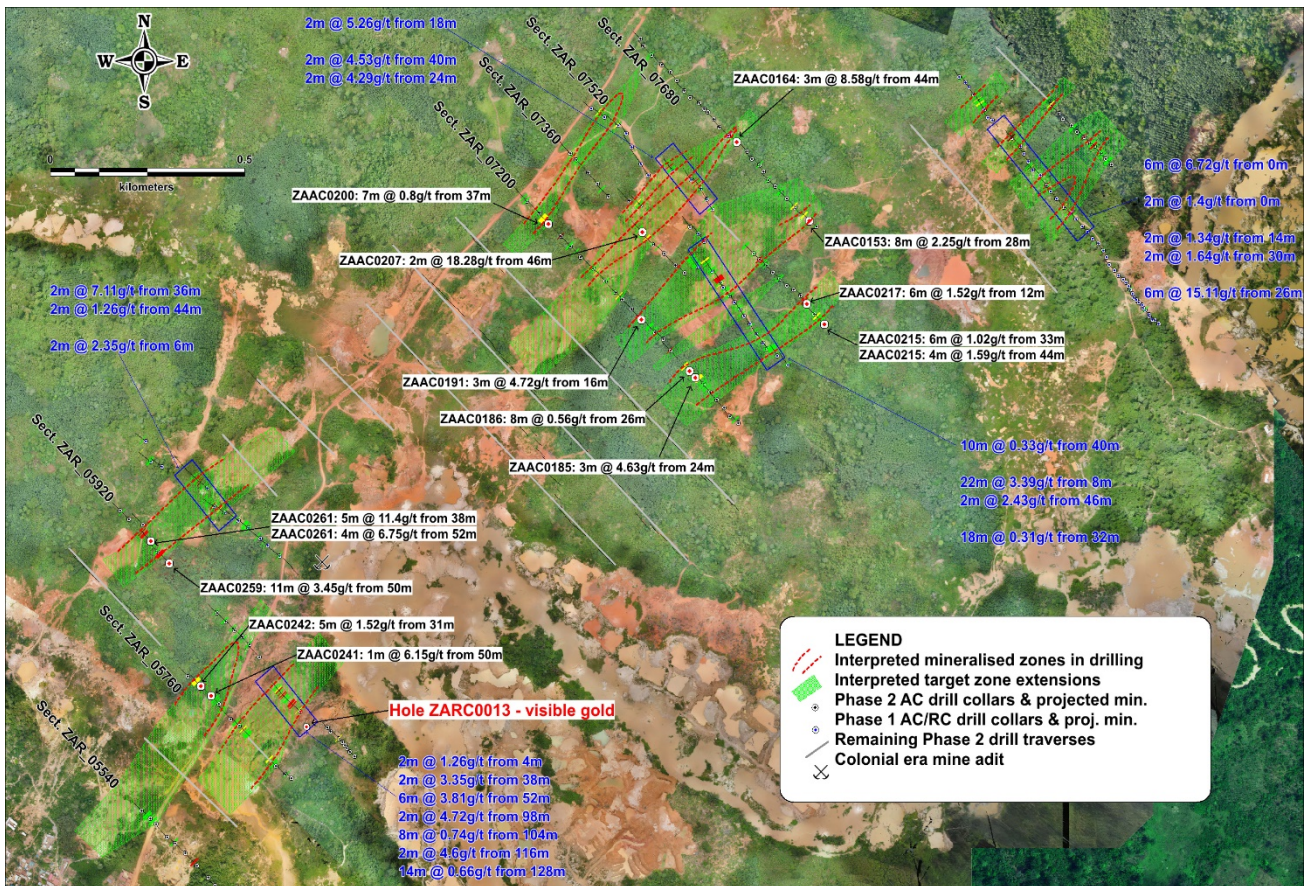 N
W E
S
0 0.5
kilometers
2m @ 5.26g/t from 18m
2m @ 4.53g/t from 40m
2m @ 4.29g/t from 24m
Sect. ZAR_07680
Sect. ZAR_07520
Sect. ZAR_07360
Sect. ZAR_07200
ZAAC0164: 3m @ 8.58g/t from 44m
6m @ 6.72g/t from 0m
2m @ 1.4g/t from 0m
2m @ 1.34g/t from 14m
2m @ 1.64g/t from 30m
6m @ 15.11g/t from 26m
ZAAC0200: 7m @ 0.8g/t from 37m
ZAAC0207: 2m @ 18.28g/t from 46m
ZAAC0153: 8m @ 2.25g/t from 28m
ZAAC0217: 6m @ 1.52g/t from 12m
ZAAC0215: 6m @ 1.02g/t from 33m
ZAAC0215: 4m @ 1.59g/t from 44m
2m @ 7.11g/t from 36m
2m @ 1.26g/t from 44m
2m @ 2.35g/t from 6m
ZAAC0191: 3m @ 4.72g/t from 16m
ZAAC0186: 8m @ 0.56g/t from 26m
ZAAC0185: 3m @ 4.63g/t from 24m
10m @ 0.33g/t from 40m
22m @ 3.39g/t from 8m
2m @ 2.43g/t from 46m
18m @ 0.31g/t from 32m
Sect. ZAR_05920
ZAAC0261: 5m @ 11.4g/t from 38m
ZAAC0261: 4m @ 6.75g/t from 52m
ZAAC0259: 11m @ 3.45g/t from 50m
ZAAC0242: 5m @ 1.52g/t from 31m
Sect. ZAR_05760
ZAAC0241: 1m @ 6.15g/t from 50m
Hole ZARC0013 - visible gold
Sect. ZAR_05540
2m @ 1.26g/t from 4m
2m @ 3.35g/t from 38m
6m @ 3.81g/t from 52m
2m @ 4.72g/t from 98m
8m @ 0.74g/t from 104m
2m @ 4.6g/t from 116m
14m @ 0.66g/t from 128m
LEGEND
Interpreted mineralised zones in drilling
Interpreted target zone extensions
Phase 2 AC drill collars & projected min.
Phase 1 AC/RC drill collars & proj. min.
Remaining Phase 2 drill traverses
Colonial era mine adit